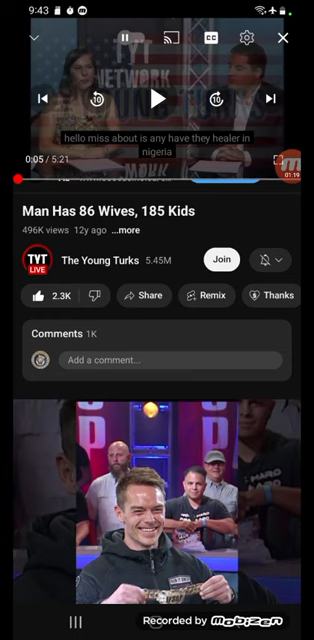 9:43
TYT
NETWORK
10
10
hello miss about is any have they healer in
nigeria
0:05 / 5:21
01:19
Man Has 86 Wives, 185 Kids
496K views 12y ago ...more
TYT
LIVE
The Young Turks 5.45M
Join
2.3K
Share
Remix
Thanks
Comments 1K
Add a comment...
Recorded by mobizen